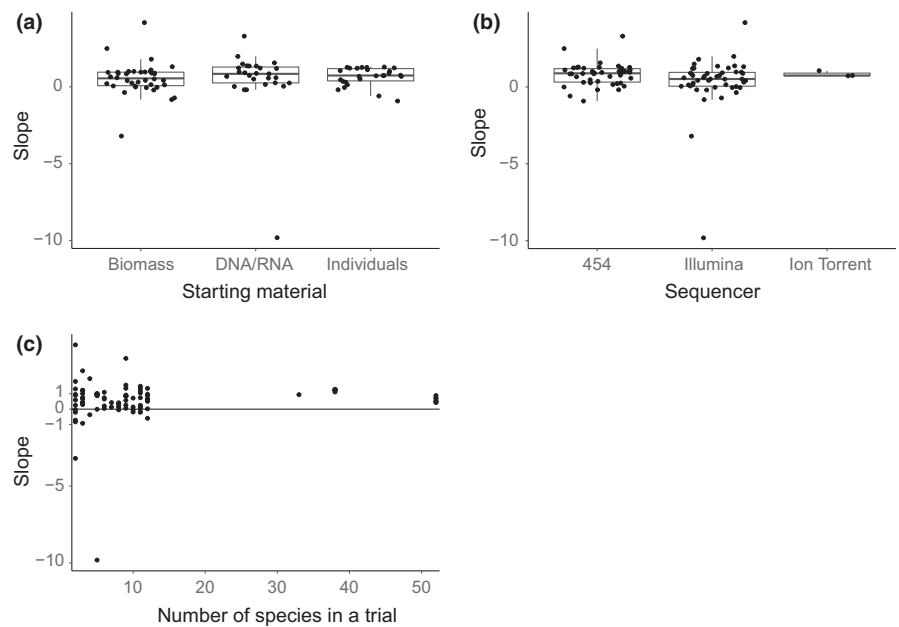 (a)
Slope
0
−5
−10
Biomass
DNA/RNA
Individuals
Starting material
(b)
Slope
0
−5
−10
454
Illumina
Ion Torrent
Sequencer
(c)
Slope
1
0
−1
−5
−10
10
20
30
40
50
Number of species in a trial